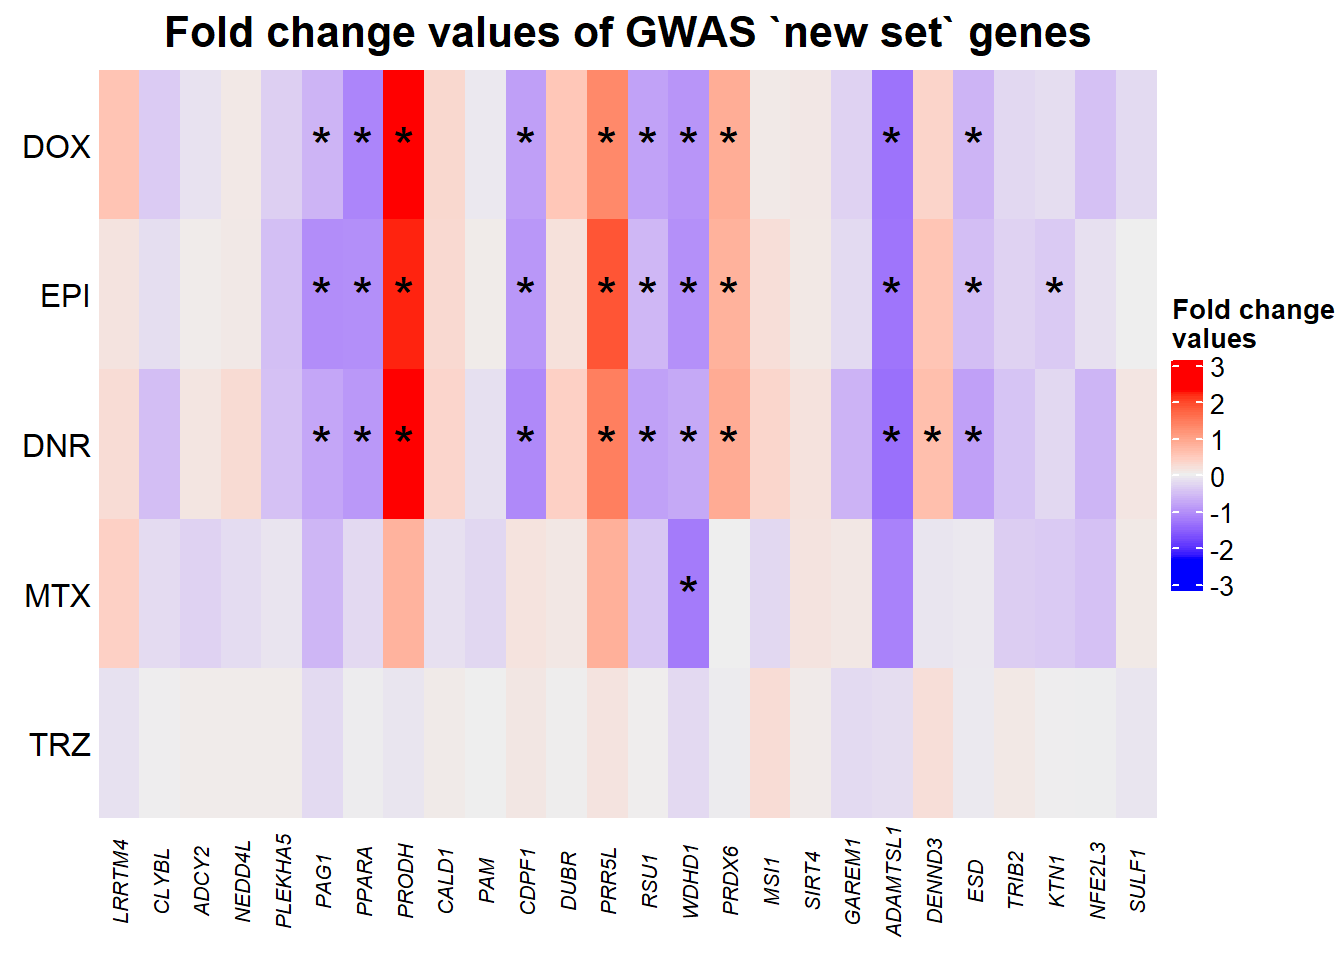 Fold change values of GWAS `new set` genes
DOX * * * * * * * * * *
EPI * * * * * * * * * * *
DNR * * * * * * * * * * *
MTX *
TRZ
Fold change
values
3
2
1
0
-1
-2
-3
LRRTM4
CLYBL
ADCY2
NEDD4L
PLEKHA5
PAG1
PPARA
PRODH
CALD1
PAM
CDPF1
DUBR
PRR5L
RSU1
WDHD1
PRDX6
MSI1
SIRT4
GAREM1
ADAMTSL1
DENND3
ESD
TRIB2
KTN1
NFE2L3
SULF1